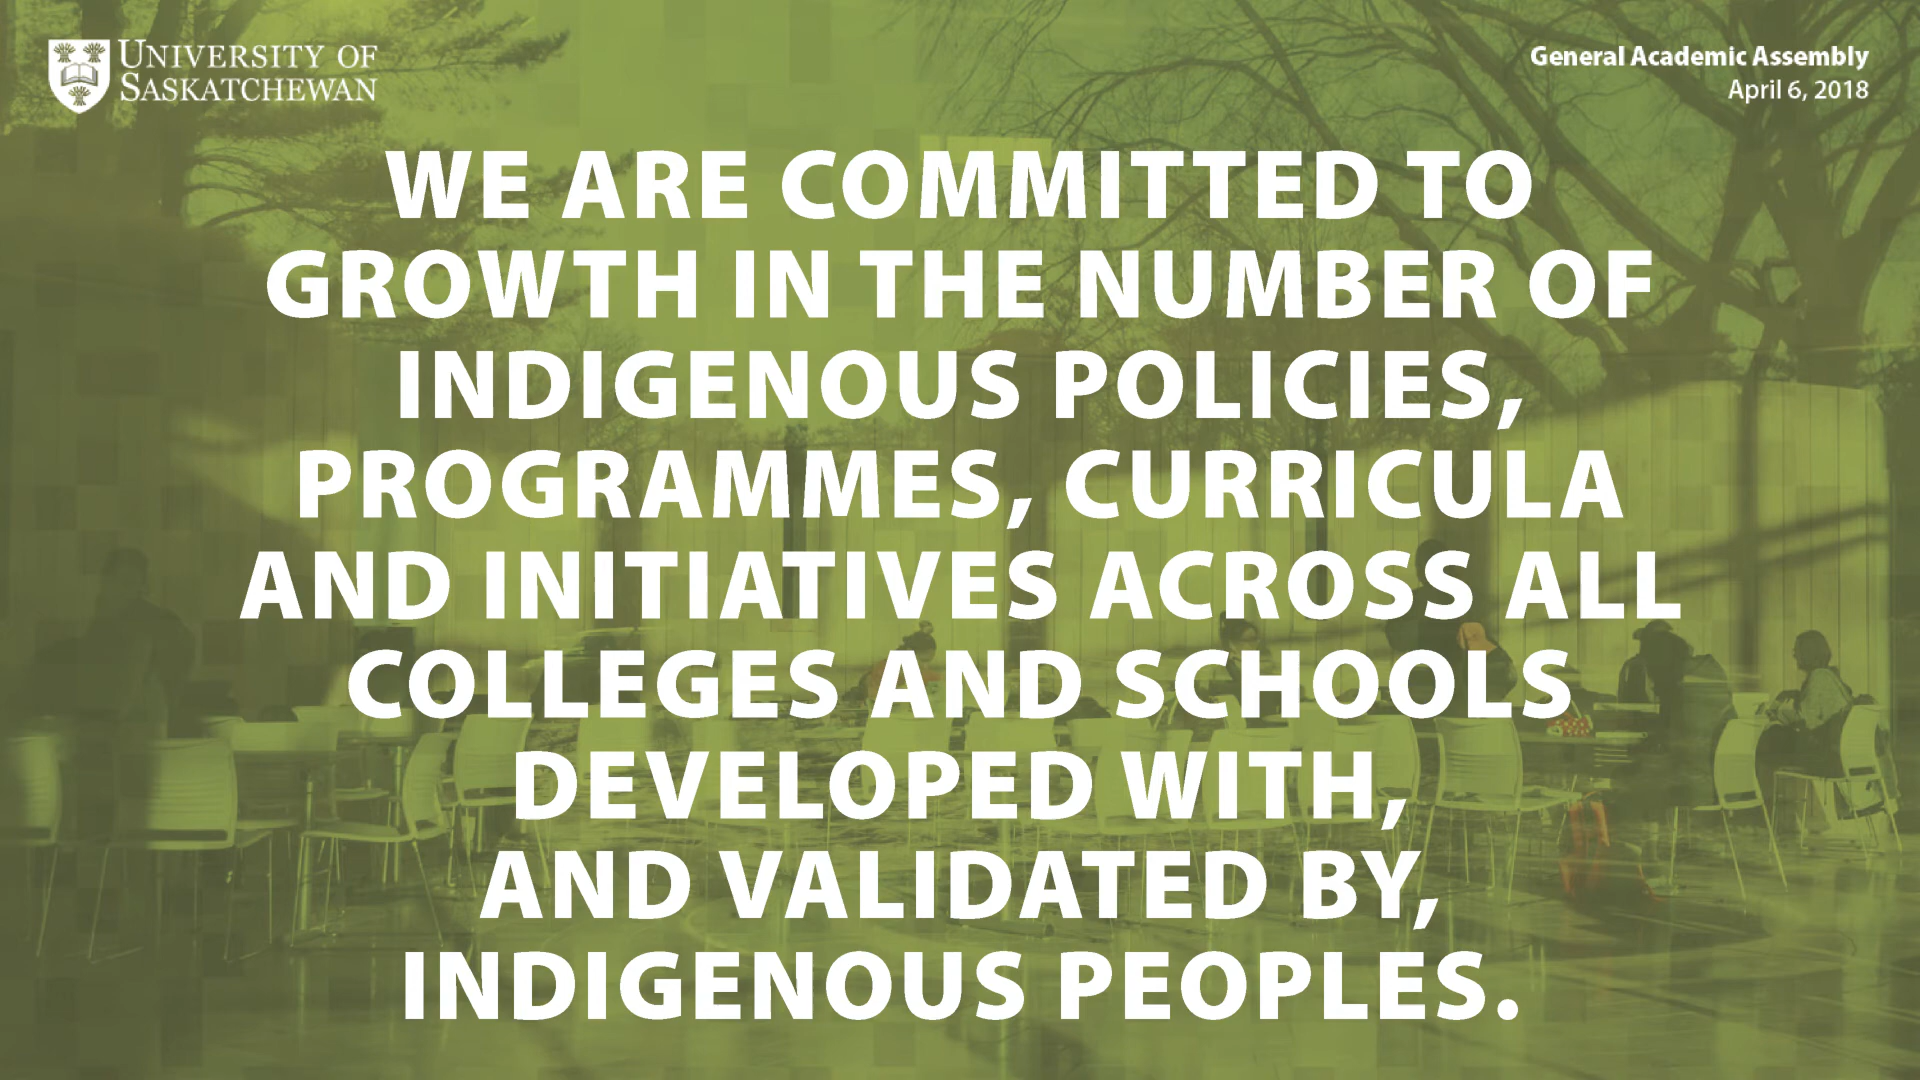 UNIVERSITY OF
SASKATCHEWAN
General Academic Assembly
April 6, 2018
WE ARE COMMITTED TO
GROWTH IN THE NUMBER OF
INDIGENOUS POLICIES,
PROGRAMMES, CURRICULA
AND INITIATIVES ACROSS ALL
COLLEGES AND SCHOOLS
DEVELOPED WITH,
AND VALIDATED BY,
INDIGENOUS PEOPLES.